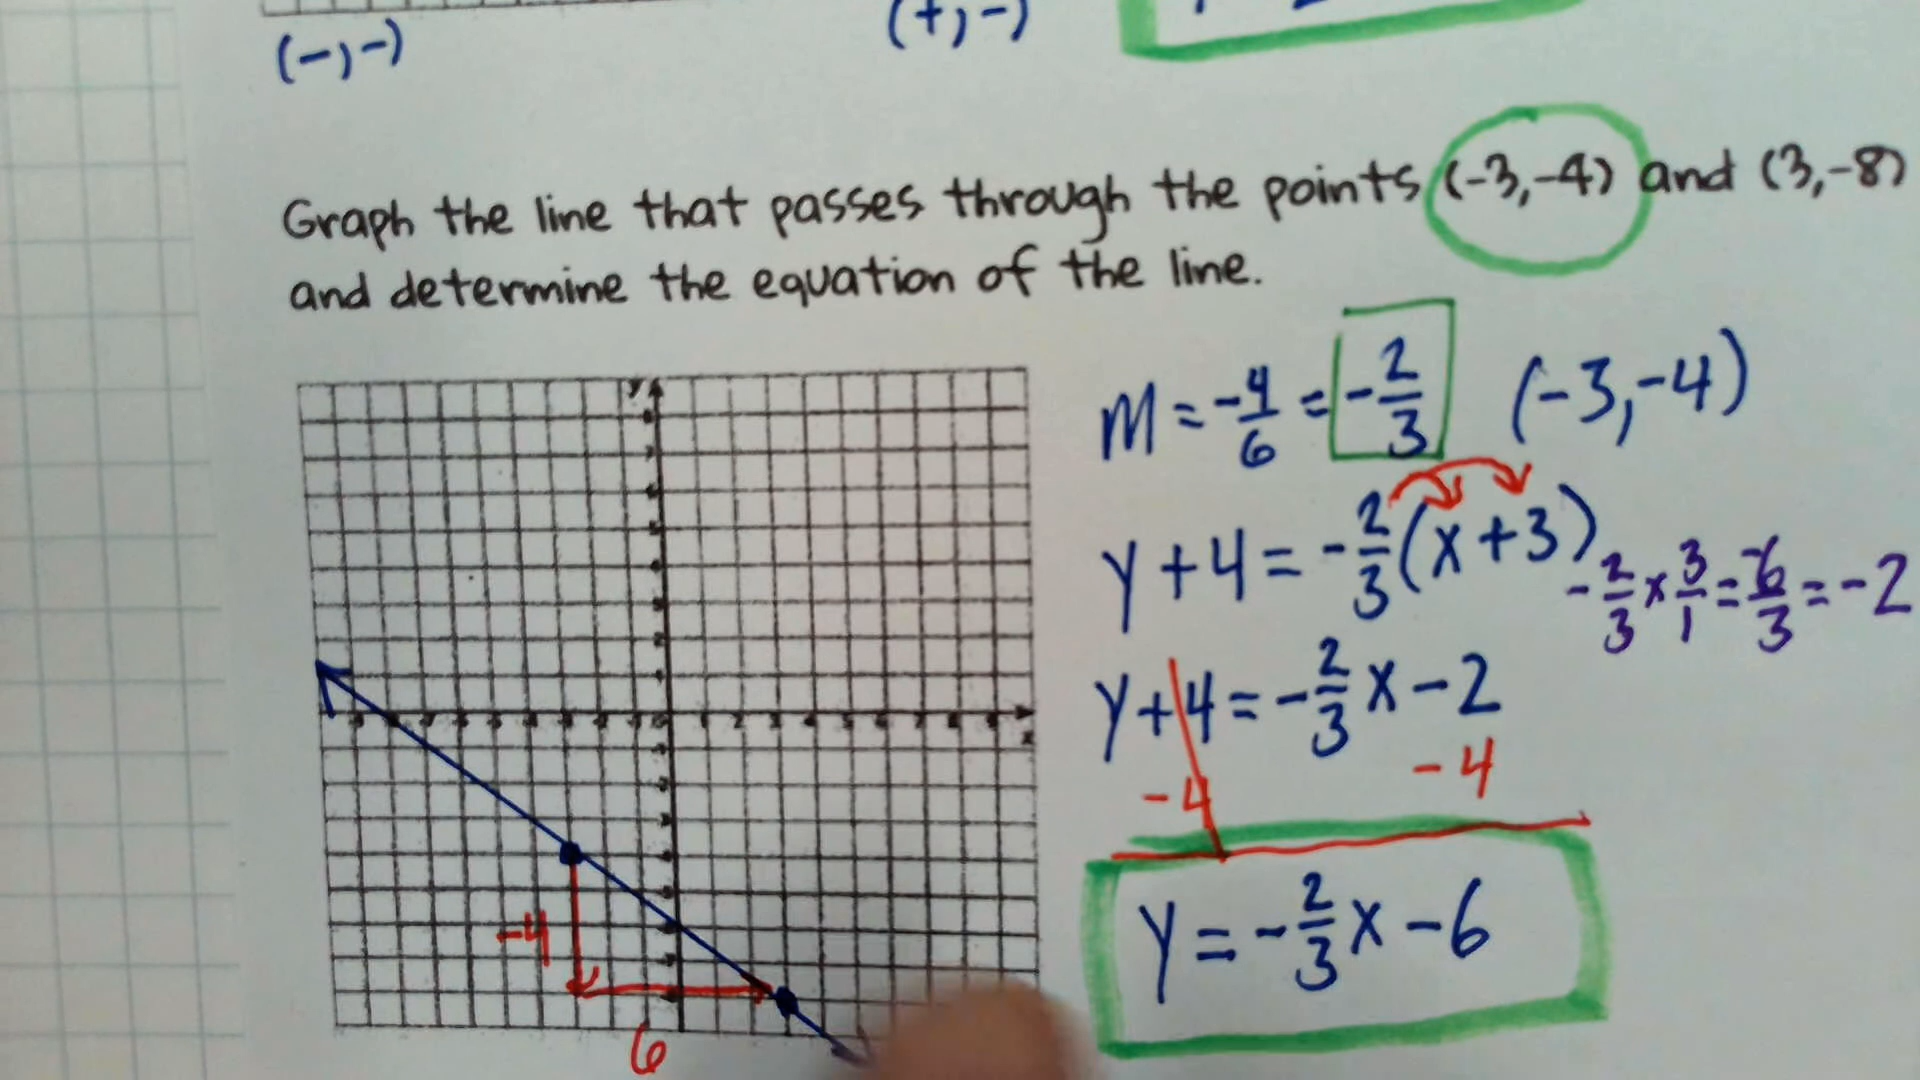 (-,-)
(+,-)
Graph the line that passes through the points (-3,-4) and (3,-8)
and determine the equation of the line.
m = -4/6 = -2/3 (-3,-4)
y + 4 = -2/3(x + 3)
-2/3 x 3/1 = -6/3 = -2
y + 4 = -2/3 x - 2
-4 -4
y = -2/3 x - 6
y
x
-4
6